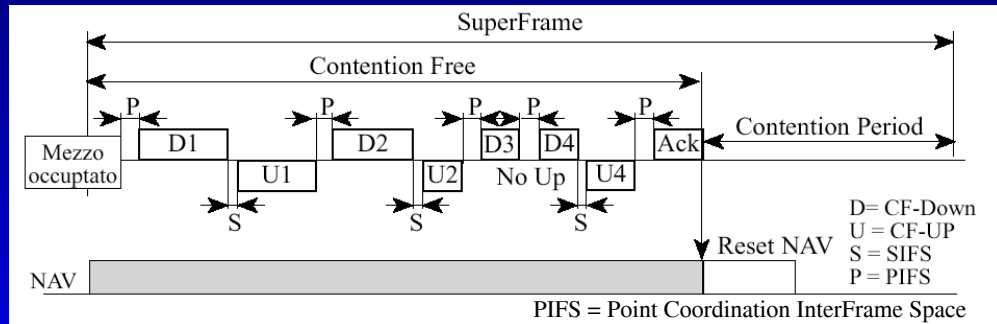 SuperFrame
Contention Free
P P P P P
D1 D2 D3 D4 Ack
Contention Period
Mezzo
occuptato
U1 U2 No Up U4
S S S
D= CF-Down
U = CF-UP
S = SIFS
P = PIFS
Reset NAV
NAV
PIFS = Point Coordination InterFrame Space